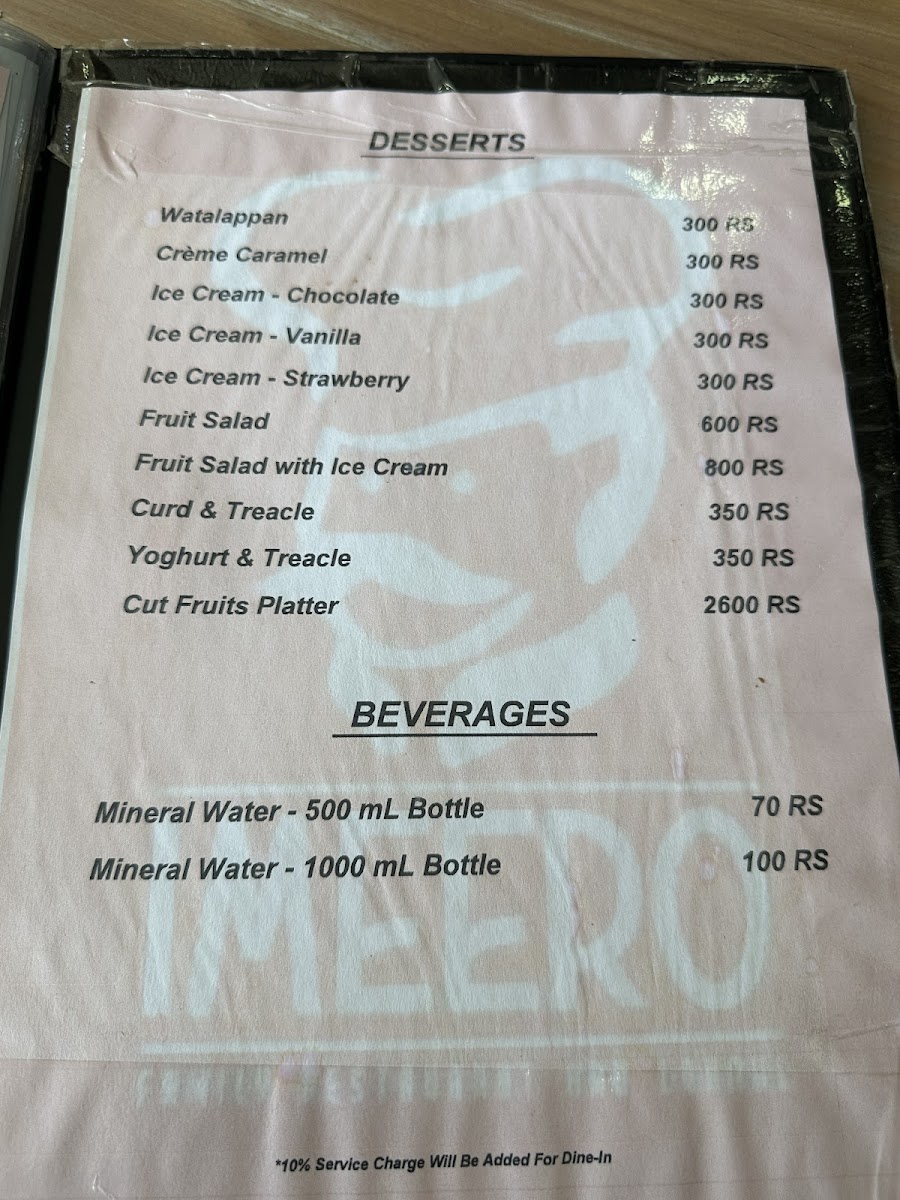 DESSERTS
Watalappan 300 RS
Crème Caramel 300 RS
Ice Cream - Chocolate 300 RS
Ice Cream - Vanilla 300 RS
Ice Cream - Strawberry 300 RS
Fruit Salad 600 RS
Fruit Salad with Ice Cream 800 RS
Curd & Treacle 350 RS
Yoghurt & Treacle 350 RS
Cut Fruits Platter 2600 RS
BEVERAGES
Mineral Water - 500 mL Bottle 70 RS
Mineral Water - 1000 mL Bottle 100 RS
IMEERO
*10% Service Charge Will Be Added For Dine-In